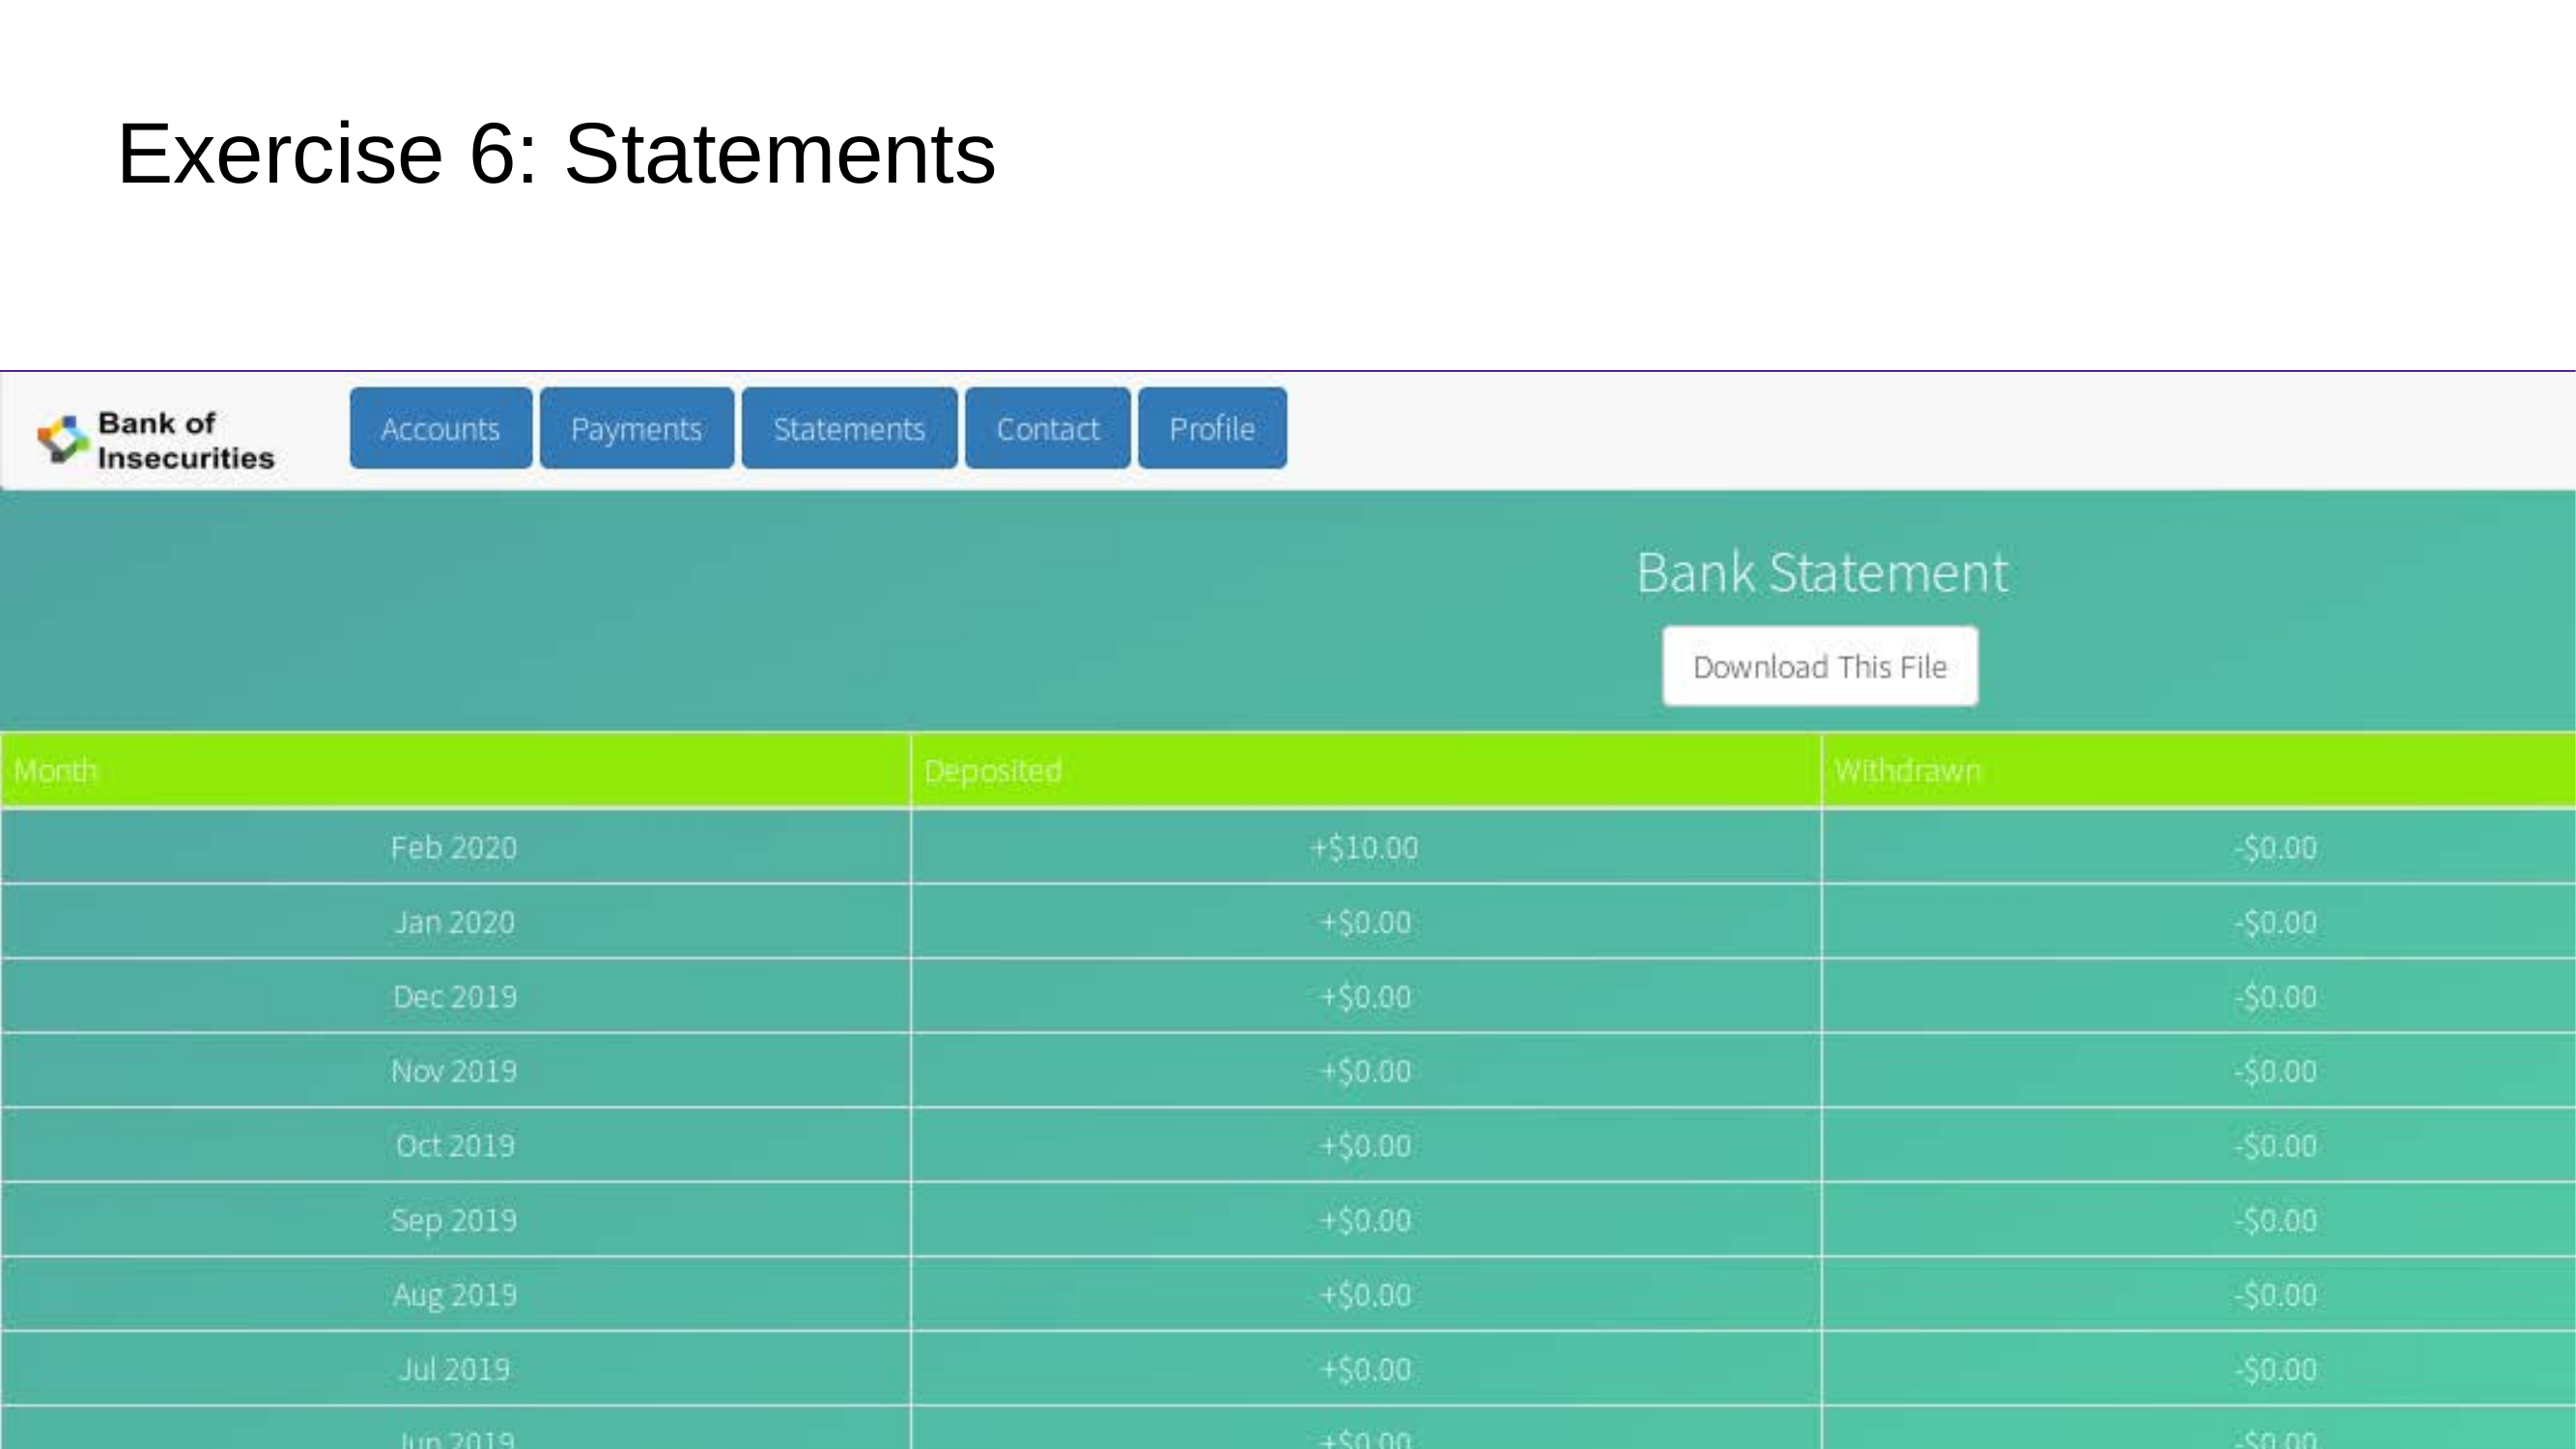 Exercise 6: Statements
Bank of
Insecurities
Accounts Payments Statements Contact Profile
Bank Statement
Download This File
Month Deposited Withdrawn
Feb 2020 +$10.00 -$0.00
Jan 2020 +$0.00 -$0.00
Dec 2019 +$0.00 -$0.00
Nov 2019 +$0.00 -$0.00
Oct 2019 +$0.00 -$0.00
Sep 2019 +$0.00 -$0.00
Aug 2019 +$0.00 -$0.00
Jul 2019 +$0.00 -$0.00
Jun 2019 +$0.00 -$0.00